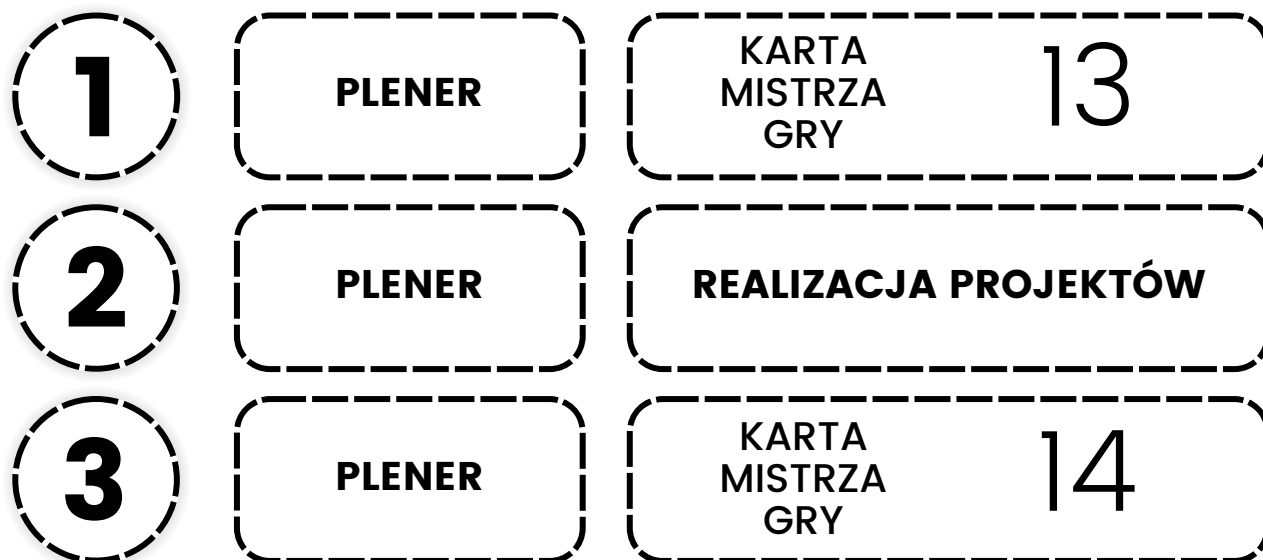 1
PLENER
KARTA
MISTRZA
GRY
13
2
PLENER
REALIZACJA PROJEKTÓW
3
PLENER
KARTA
MISTRZA
GRY
14